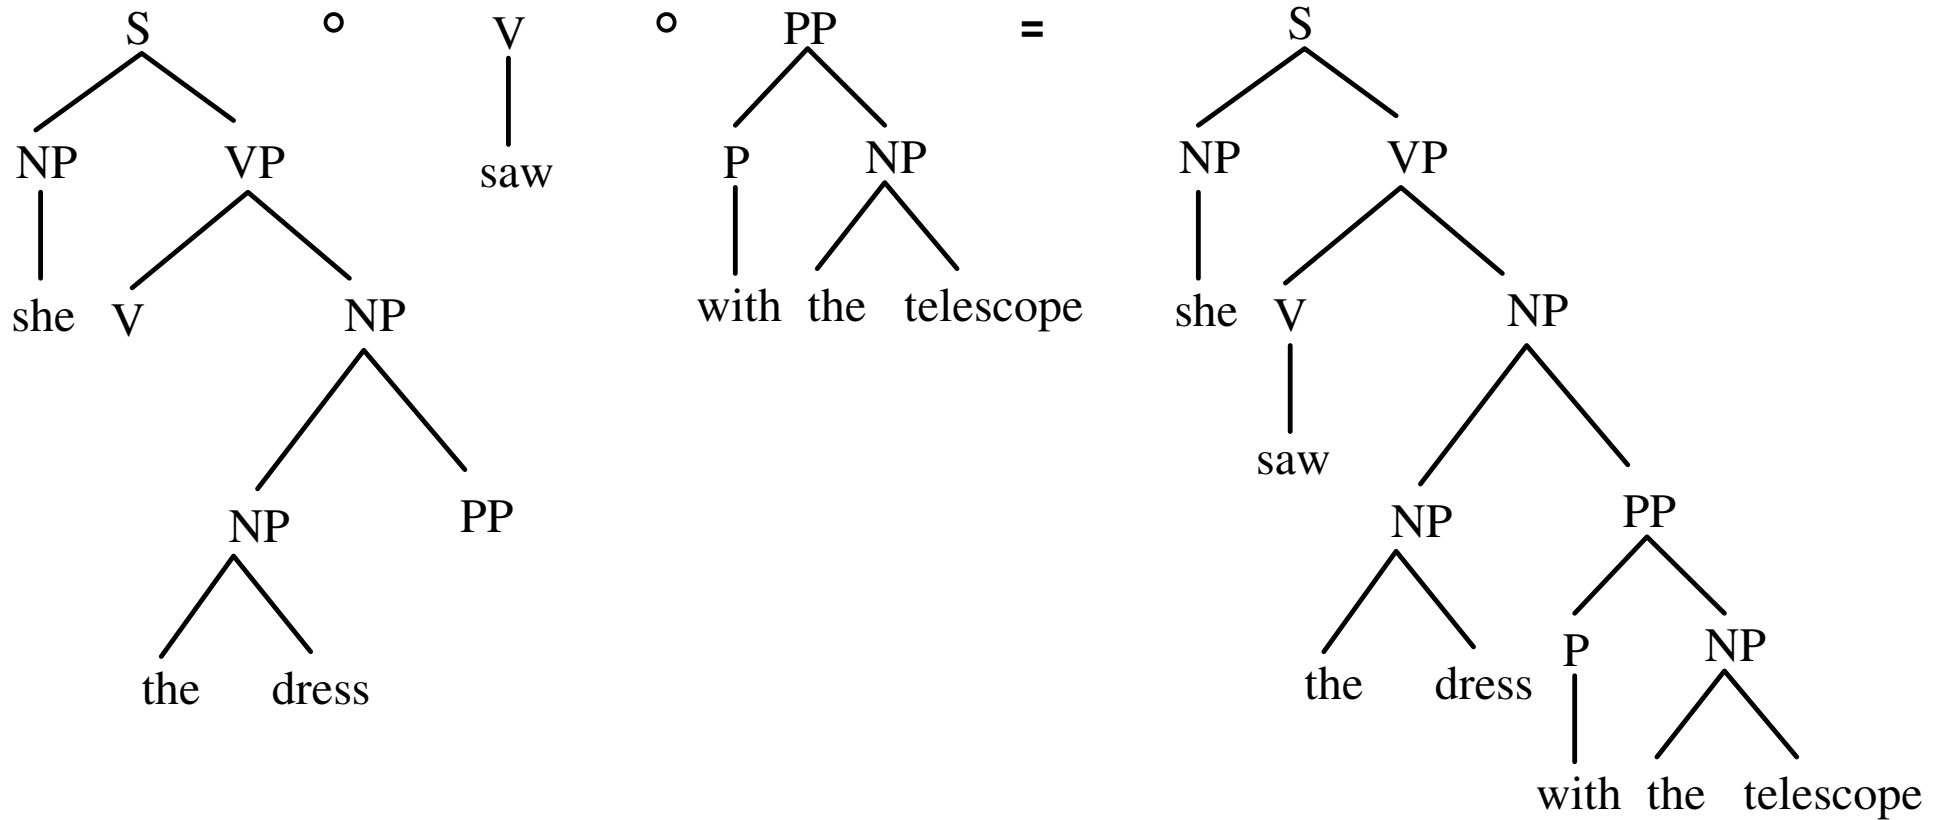 S ∘ V ∘ PP = S
NP VP saw P NP NP VP
she V NP with the telescope she V NP
saw
NP PP NP PP
the dress the dress P NP
with the telescope